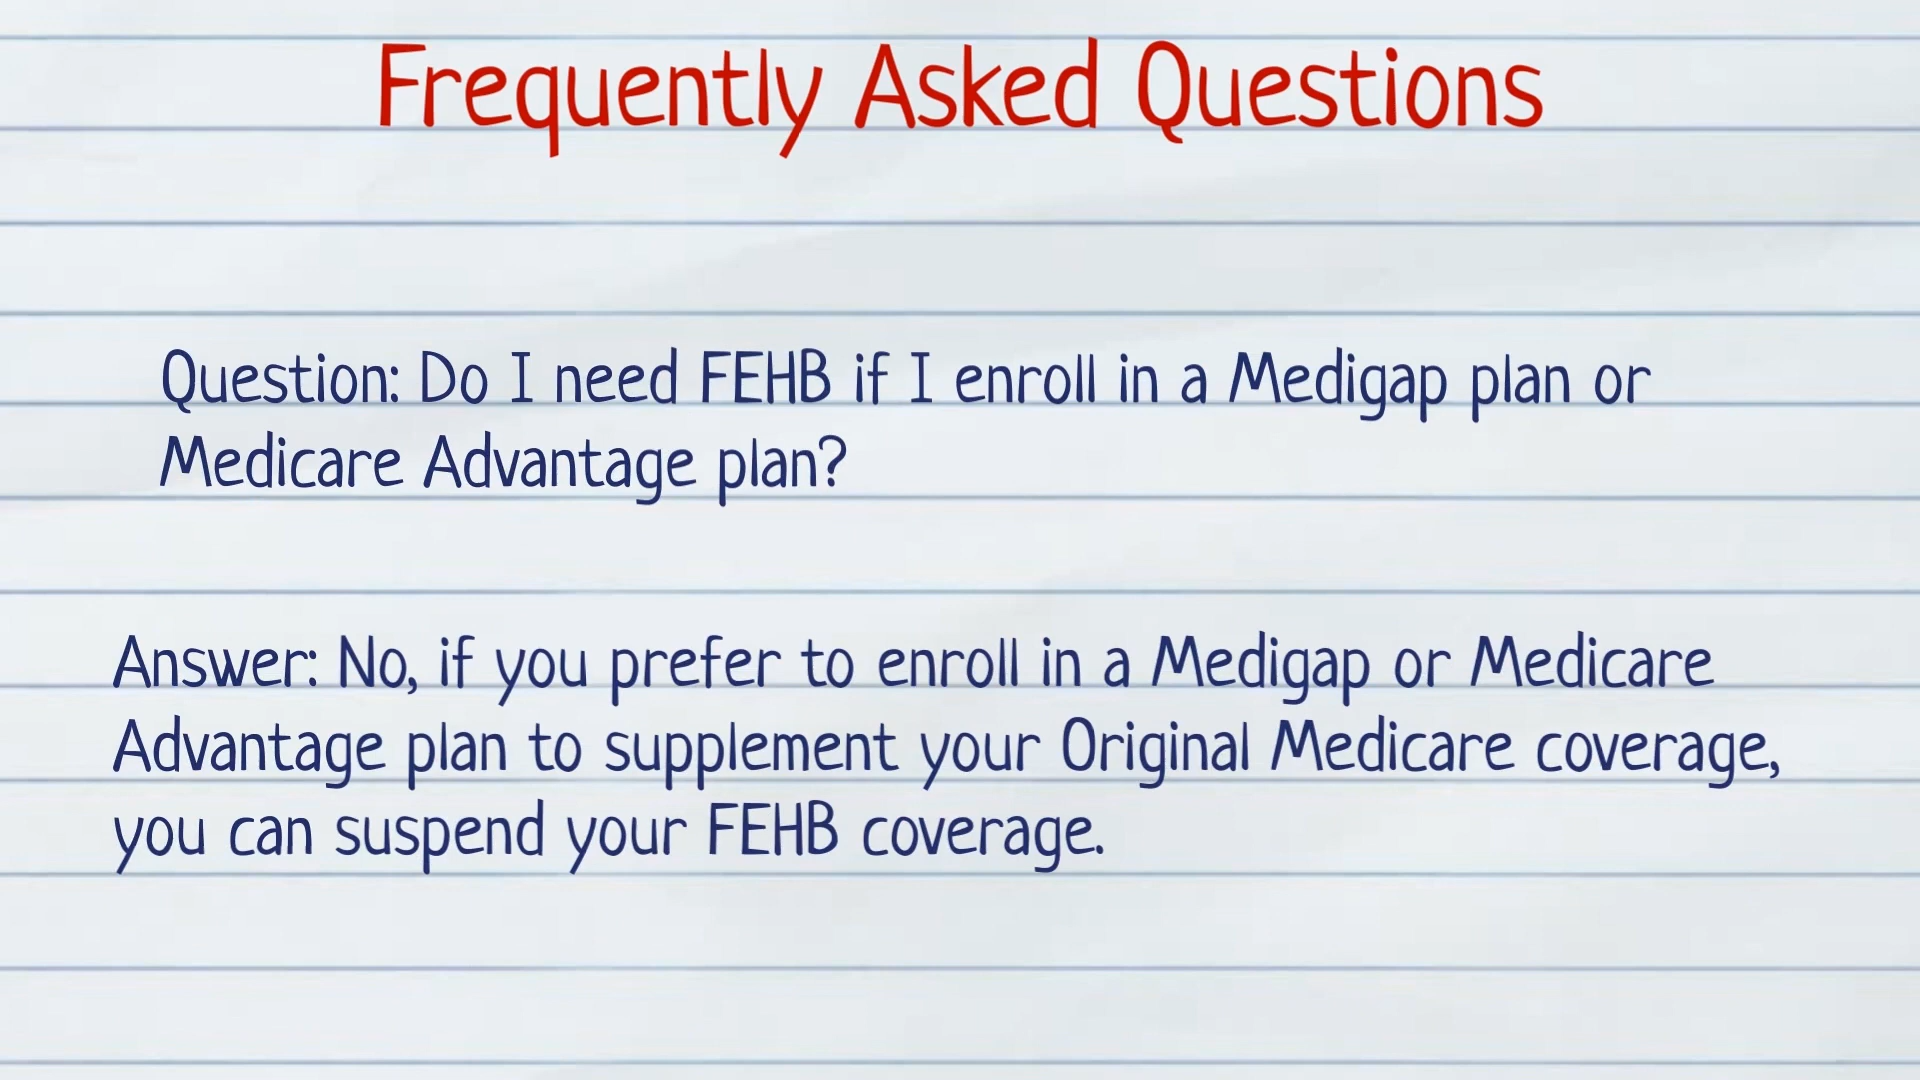 Frequently Asked Questions
Question: Do I need FEHB if I enroll in a Medigap plan or
Medicare Advantage plan?
Answer: No, if you prefer to enroll in a Medigap or Medicare
Advantage plan to supplement your Original Medicare coverage,
you can suspend your FEHB coverage.